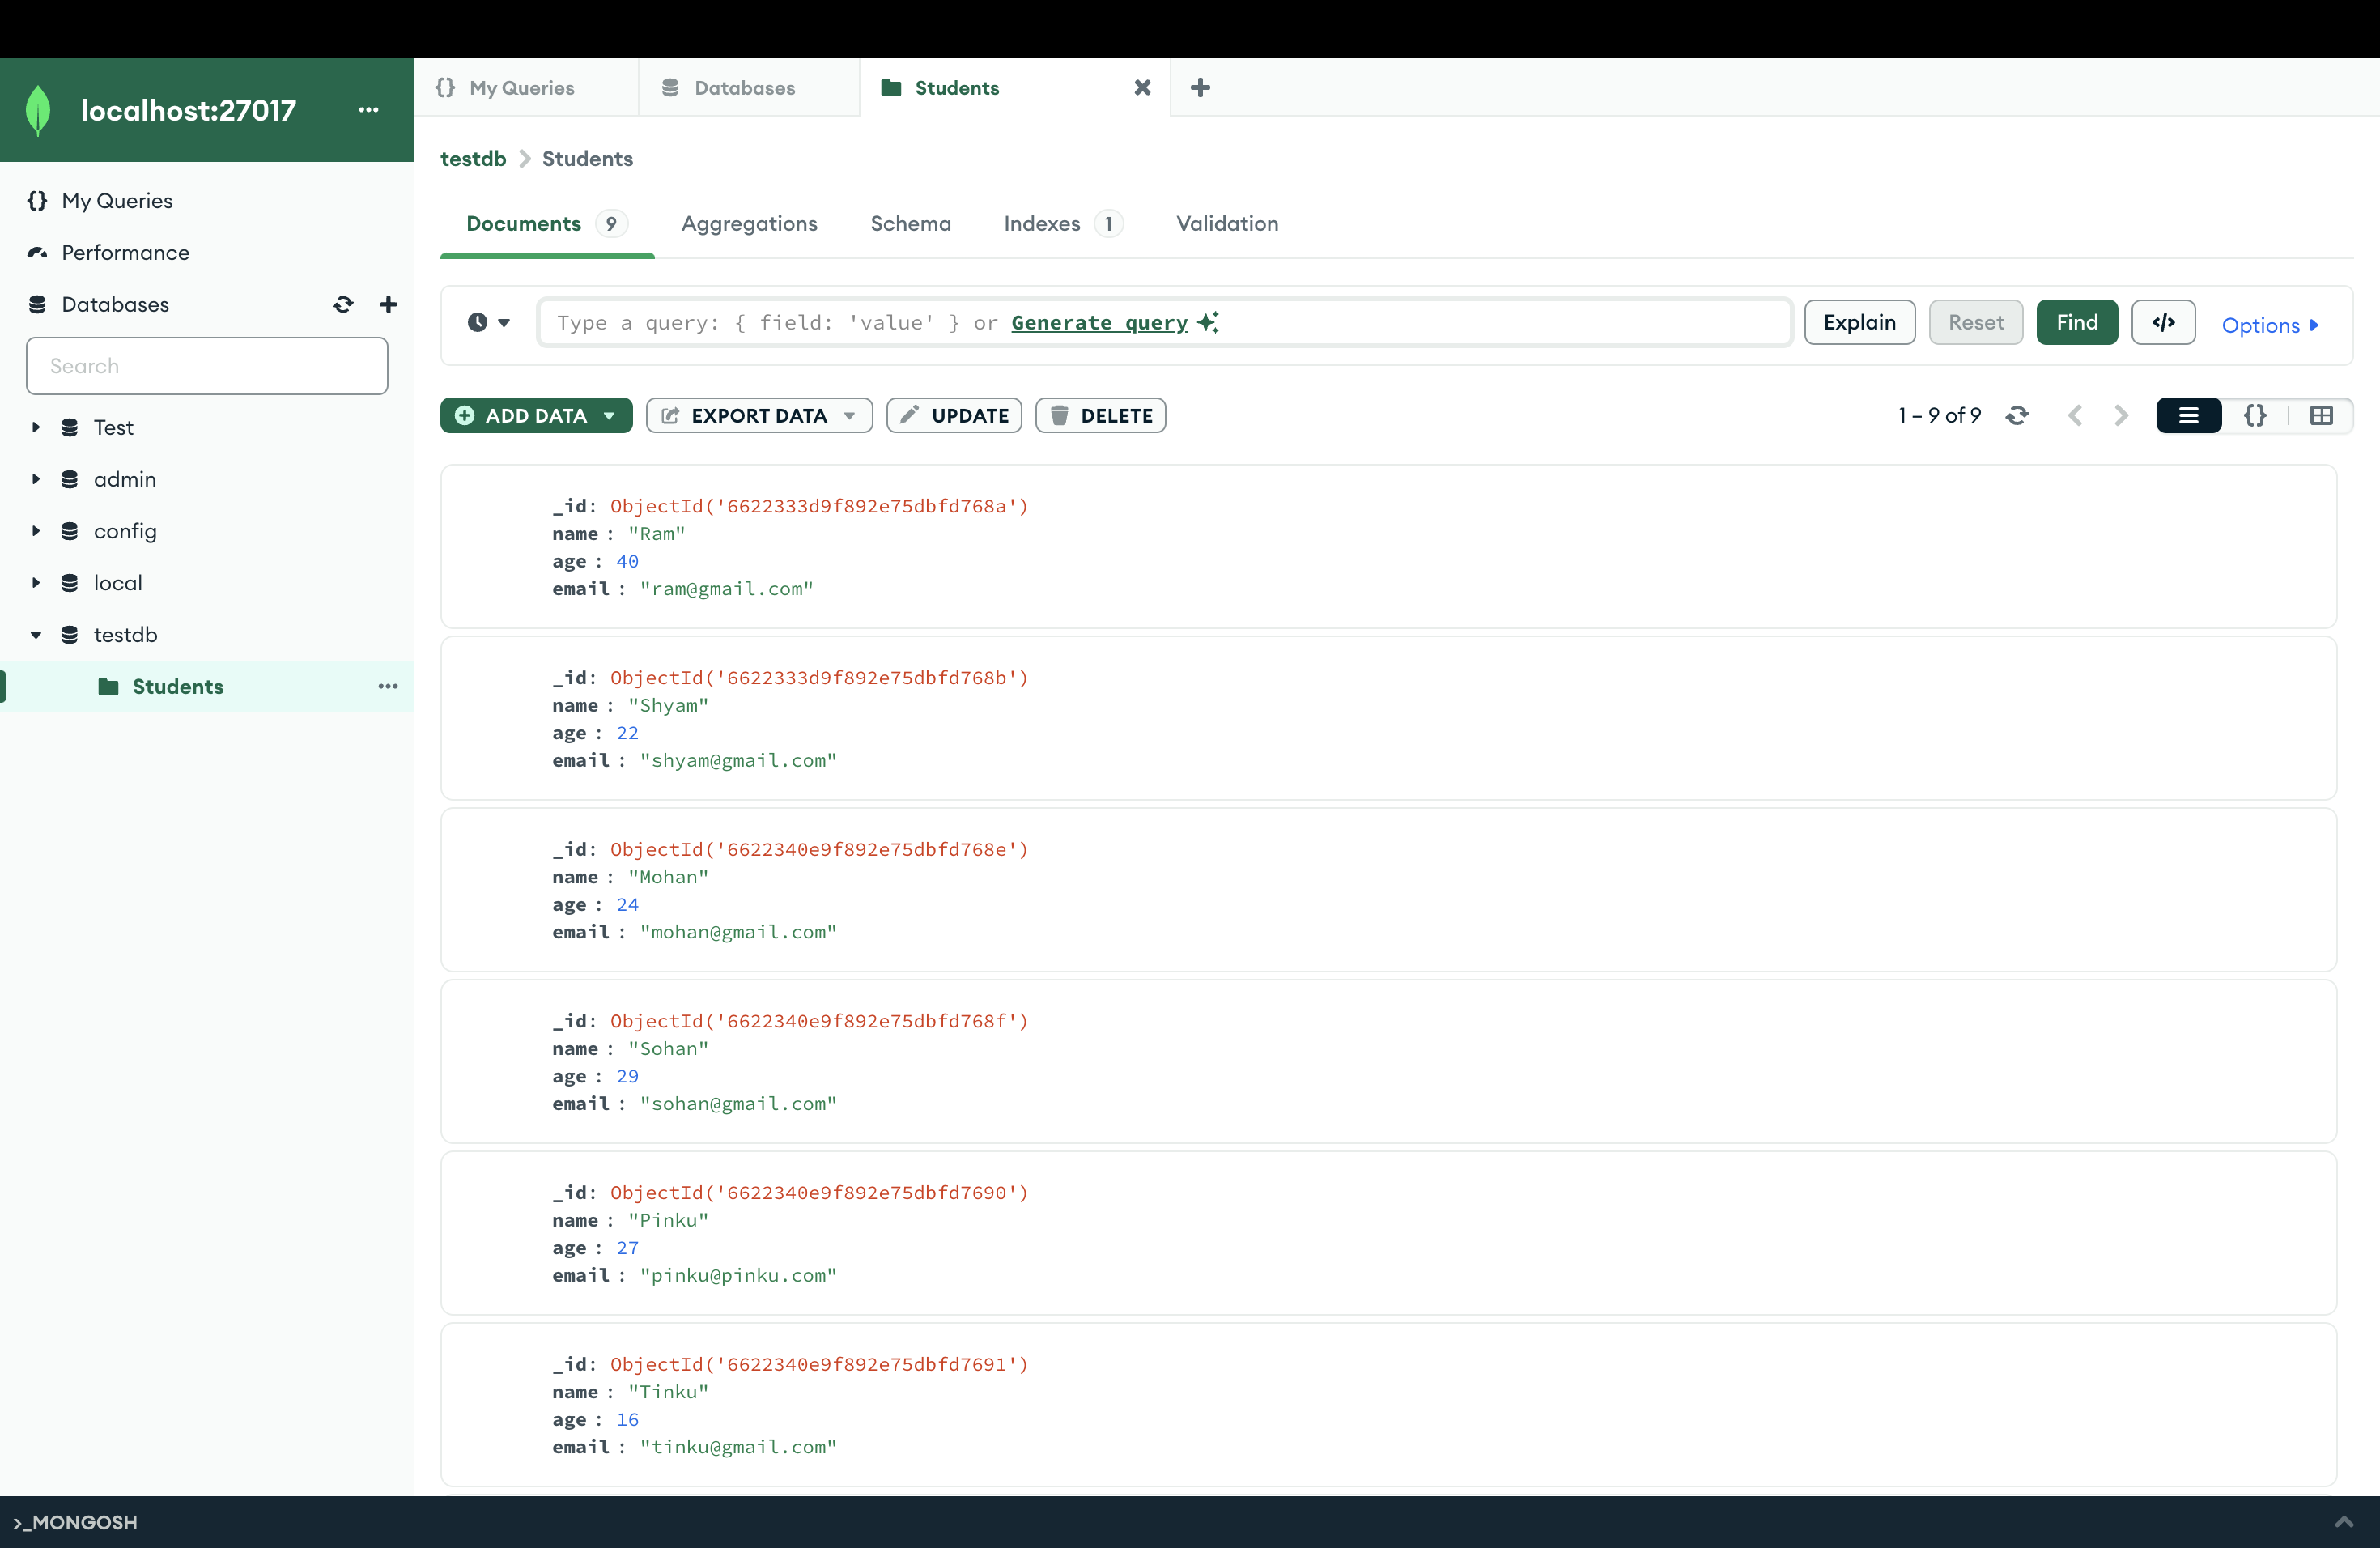 localhost:27017
My Queries
Performance
Databases
Search
Test
admin
config
local
testdb
Students
My Queries
Databases
Students
testdb > Students
Documents 9 Aggregations Schema Indexes 1 Validation
Type a query: { field: 'value' } or Generate query
Explain Reset Find </> Options
ADD DATA EXPORT DATA UPDATE DELETE
1 – 9 of 9
{}
_id: ObjectId('6622333d9f892e75dbfd768a')
name : "Ram"
age : 40
email : "ram@gmail.com"
_id: ObjectId('6622333d9f892e75dbfd768b')
name : "Shyam"
age : 22
email : "shyam@gmail.com"
_id: ObjectId('6622340e9f892e75dbfd768e')
name : "Mohan"
age : 24
email : "mohan@gmail.com"
_id: ObjectId('6622340e9f892e75dbfd768f')
name : "Sohan"
age : 29
email : "sohan@gmail.com"
_id: ObjectId('6622340e9f892e75dbfd7690')
name : "Pinku"
age : 27
email : "pinku@pinku.com"
_id: ObjectId('6622340e9f892e75dbfd7691')
name : "Tinku"
age : 16
email : "tinku@gmail.com"
>_MONGOSH